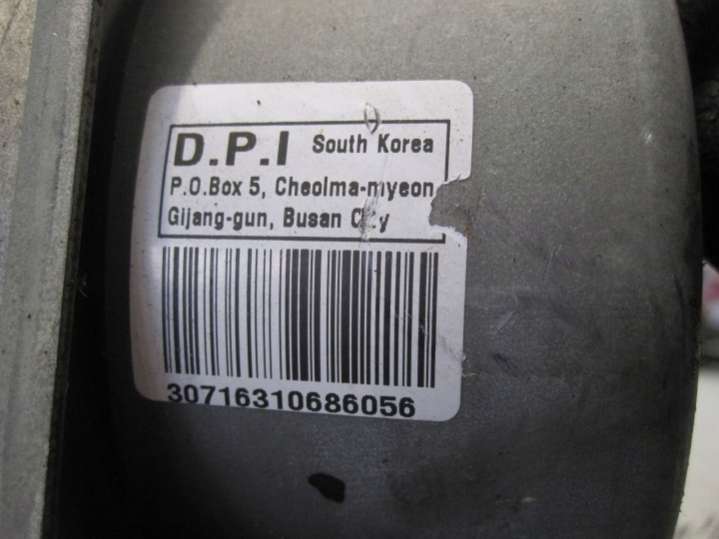 D.P.I South Korea
P.O.Box 5, Cheolma-myeon
Gijang-gun, Busan
30716310686056